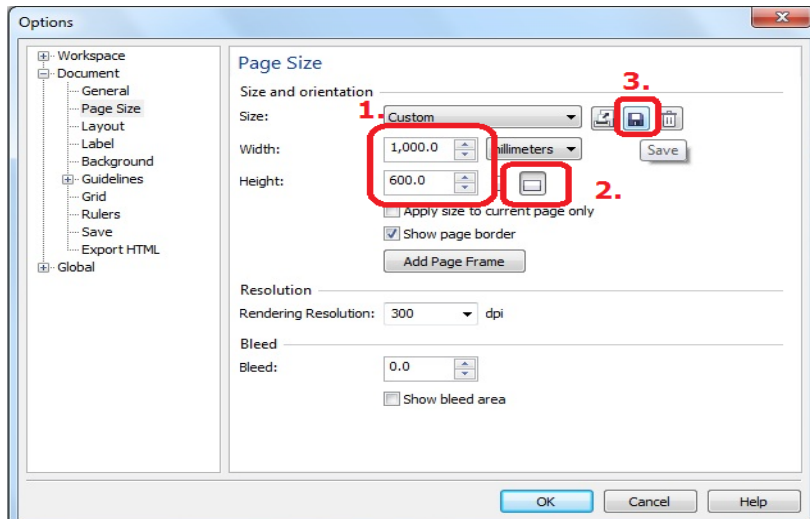 Options
Workspace
Document
General
Page Size
Layout
Label
Background
Guidelines
Grid
Rulers
Save
Export HTML
Global
Page Size
Size and orientation
3.
1.
Size: Custom
Width: 1,000.0 millimeters
Save
Height: 600.0
2.
Apply size to current page only
Show page border
Add Page Frame
Resolution
Rendering Resolution: 300 dpi
Bleed
Bleed: 0.0
Show bleed area
OK Cancel Help